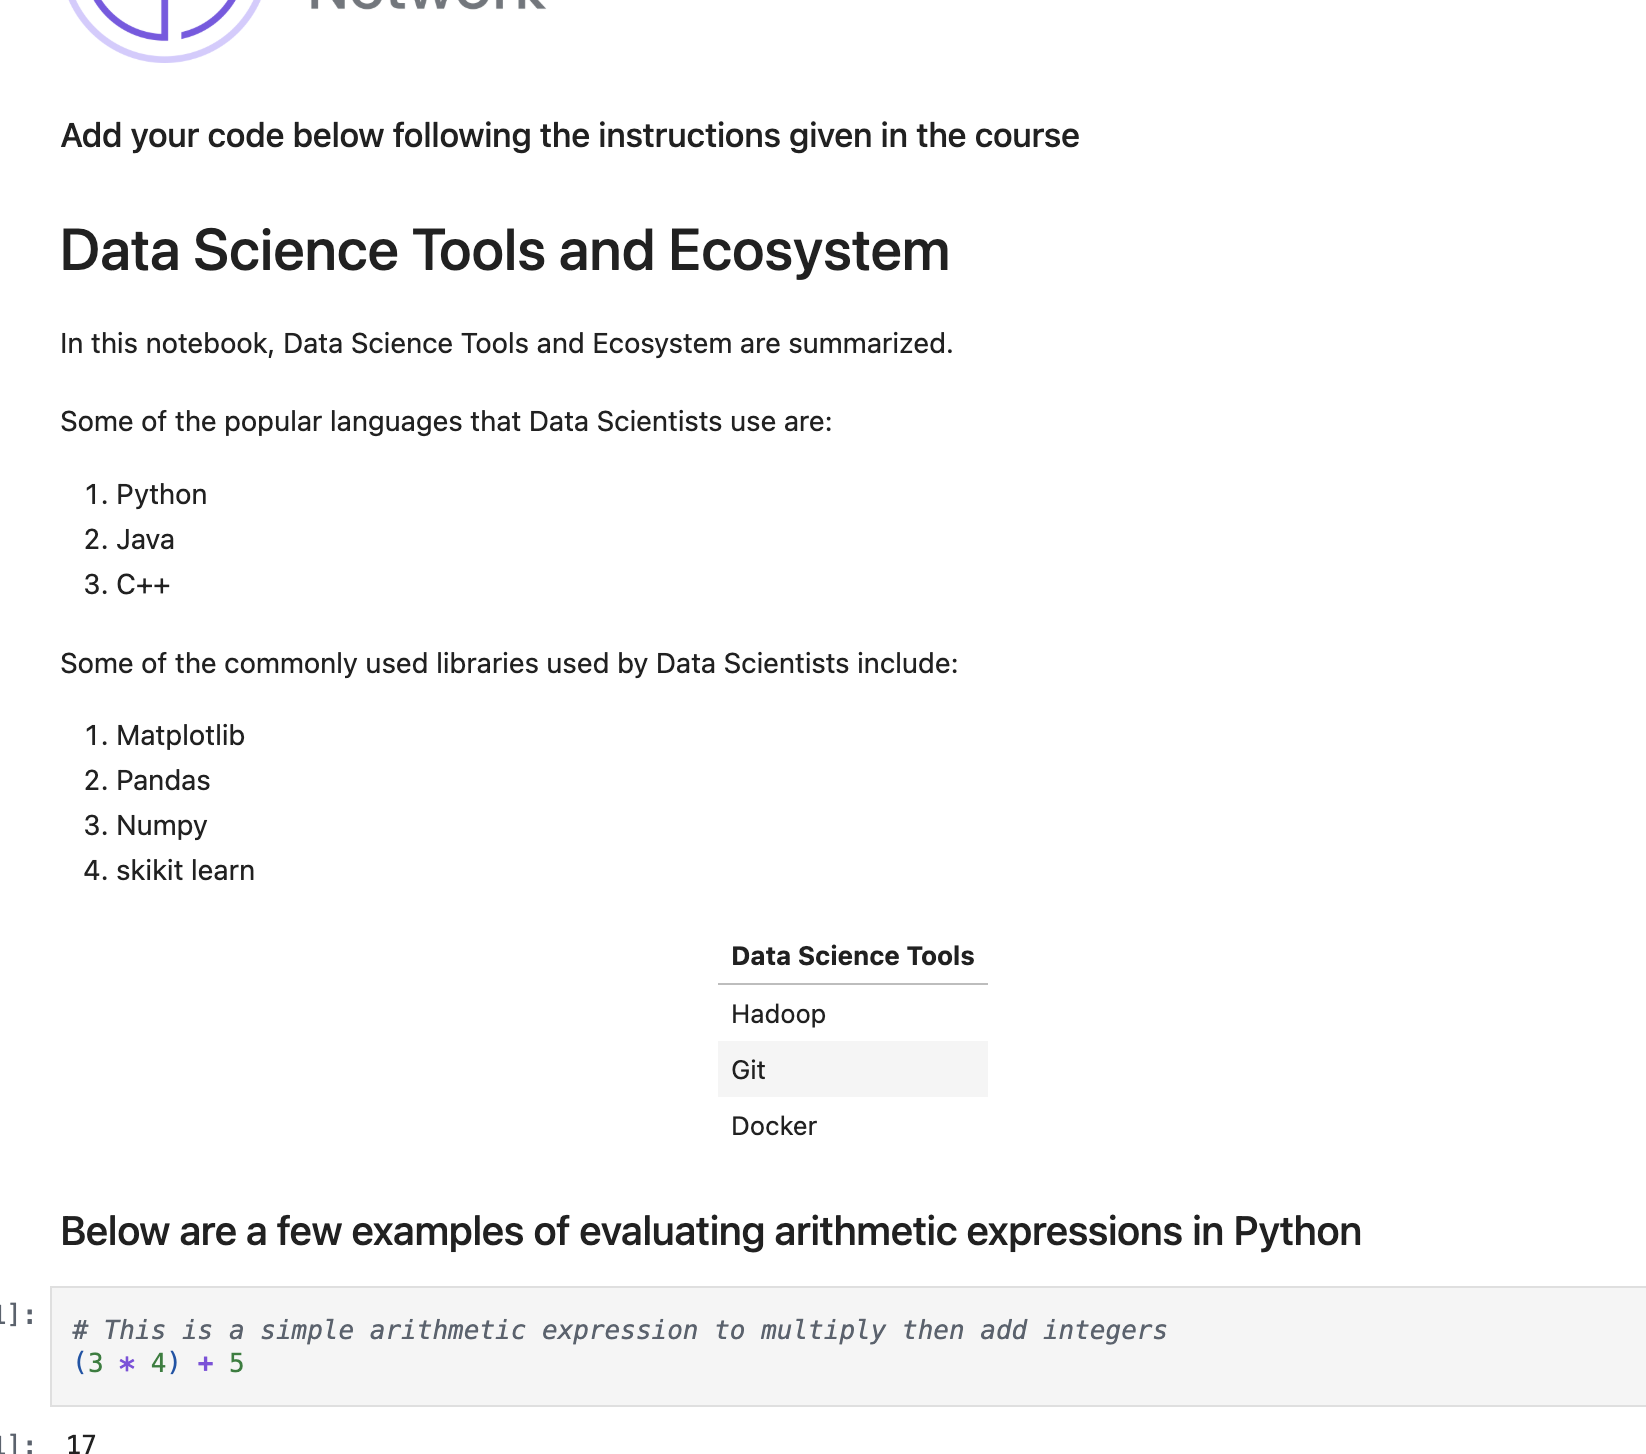 Network
Add your code below following the instructions given in the course
Data Science Tools and Ecosystem
In this notebook, Data Science Tools and Ecosystem are summarized.
Some of the popular languages that Data Scientists use are:
1. Python
2. Java
3. C++
Some of the commonly used libraries used by Data Scientists include:
1. Matplotlib
2. Pandas
3. Numpy
4. skikit learn
Data Science Tools
Hadoop
Git
Docker
Below are a few examples of evaluating arithmetic expressions in Python
1]:
# This is a simple arithmetic expression to multiply then add integers
(3 * 4) + 5
1]: 17